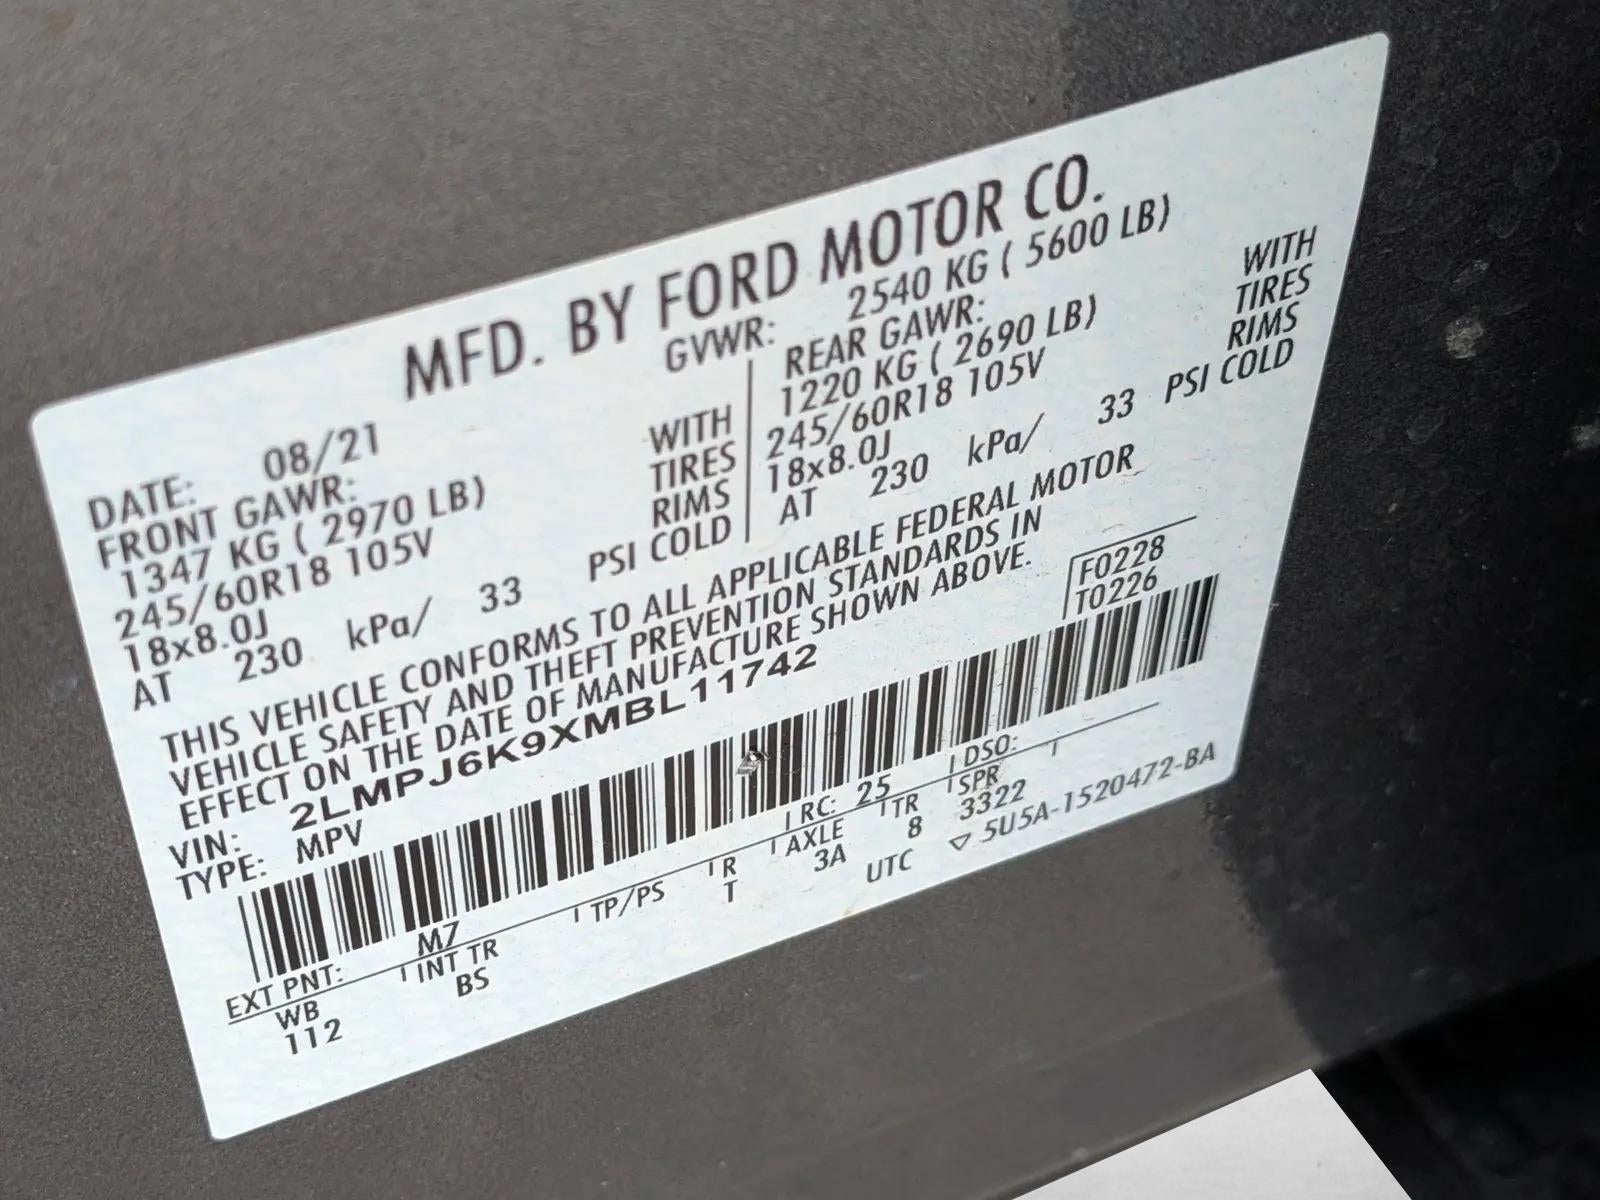 MFD. BY FORD MOTOR CO.
DATE: 08/21 GVWR: 2540 KG ( 5600 LB)
FRONT GAWR: REAR GAWR:
1347 KG ( 2970 LB) WITH 1220 KG ( 2690 LB) WITH
245/60R18 105V TIRES 245/60R18 105V TIRES
18x8.0J RIMS 18x8.0J RIMS
AT 230 kPa/ 33 PSI COLD AT 230 kPa/ 33 PSI COLD
THIS VEHICLE CONFORMS TO ALL APPLICABLE FEDERAL MOTOR
VEHICLE SAFETY AND THEFT PREVENTION STANDARDS IN
EFFECT ON THE DATE OF MANUFACTURE SHOWN ABOVE.
F0228
VIN: 2LMPJ6K9XMBL11742 T0226
TYPE: MPV
EXT PNT: M7 RC: 25 DSO:
WB INT TR TP/PS R AXLE TR SPR
112 BS T 3A 8 3322
UTC ▽ 5U5A-1520472-BA